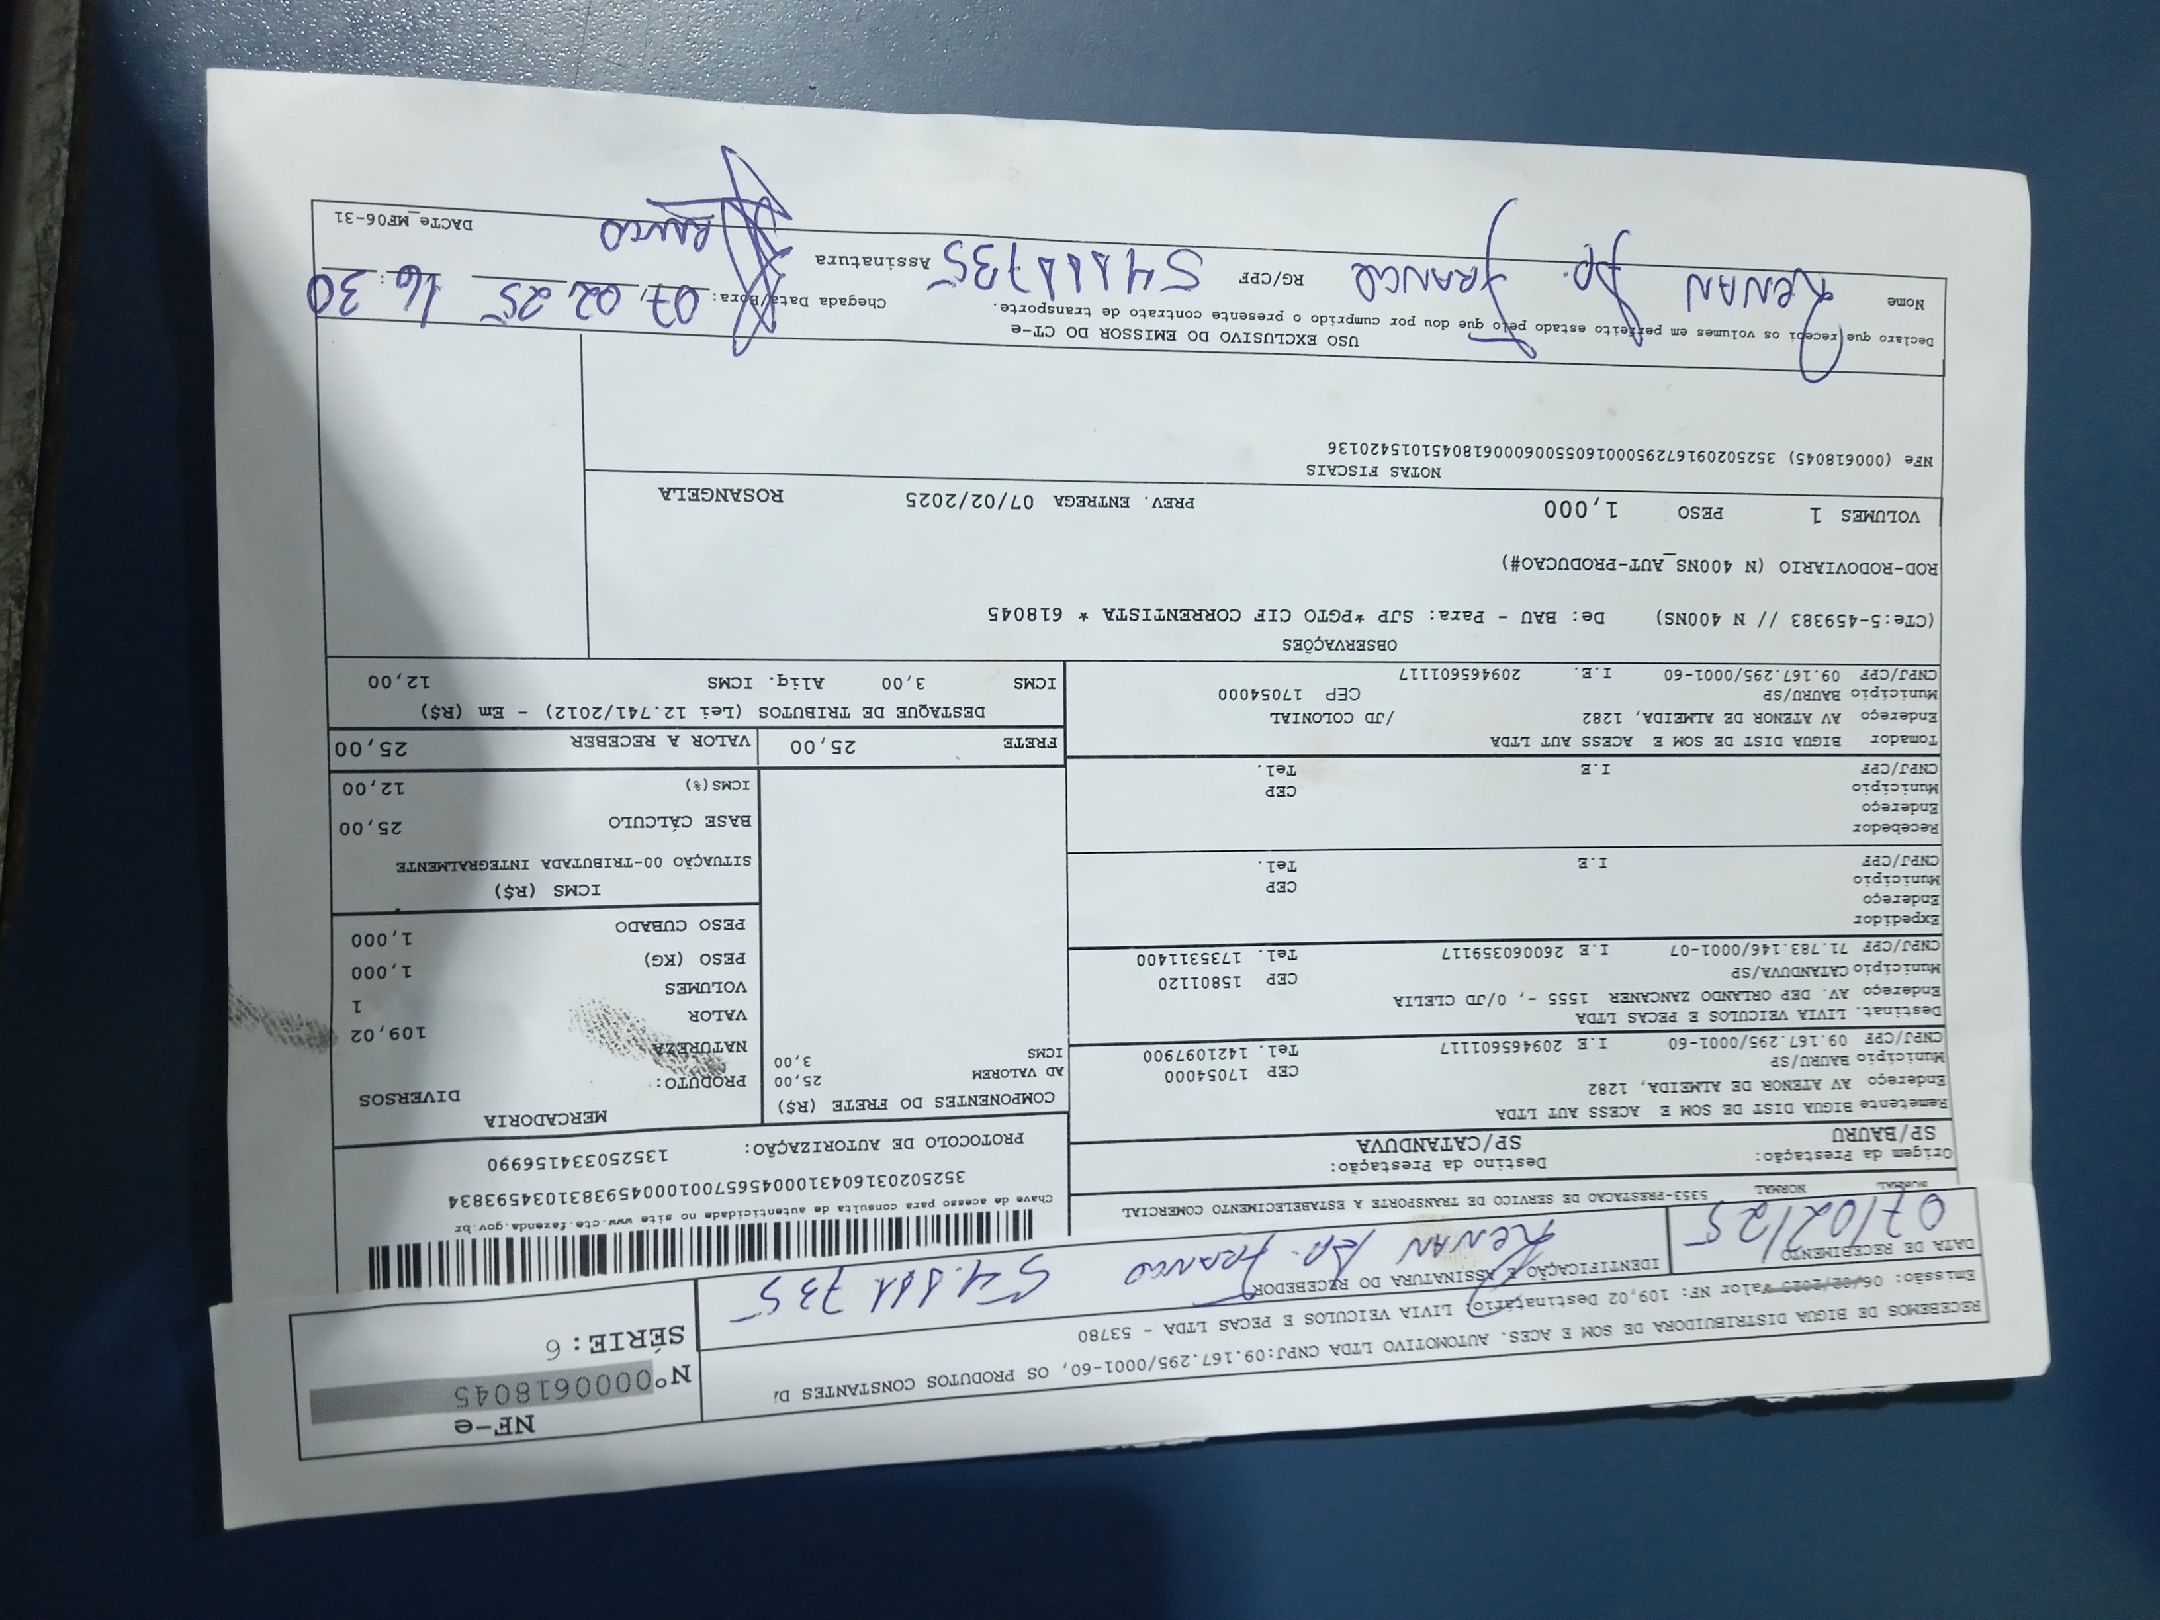 RECEBEMOS DE BIGUA DISTRIBUIDORA DE SOM E ACES. AUTOMOTIVO LTDA CNPJ:09.167.295/0001-60, OS PRODUTOS CONSTANTES D
Emissão: 06/02/2025 Valor NF: 109,02 Destinatário: LIVIA VEICULOS E PECAS LTDA - 53780
NF-e
Nº000618045
SÉRIE: 6
DATA DE RECEBIMENTO
07/02/25
IDENTIFICAÇÃO E ASSINATURA DO RECEBEDOR
RENAN Ap. FRANCO 54.111 735
NORMAL NORMAL 5353-PRESTACAO DE SERVICO DE TRANSPORTE A ESTABELECIMENTO COMERCIAL
Chave de acesso para consulta de autenticidade no site www.cte.fazenda.gov.br
35250203160431000456570010004593831034593834
PROTOCOLO DE AUTORIZAÇÃO: 135250334156990
Origem da Prestação: Destino da Prestação:
SP/BAURU SP/CATANDUVA
Remetente BIGUA DIST DE SOM E ACESS AUT LTDA
Endereço AV ATENOR DE ALMEIDA, 1282
Município BAURU/SP CEP 17054000
CNPJ/CPF 09.167.295/0001-60 I.E 209465601117 Tel. 1421097900
Destinat. LIVIA VEICULOS E PECAS LTDA
Endereço AV. DEP ORLANDO ZANCANER 1555 -, 0/JD CLELIA
Município CATANDUVA/SP CEP 15801120
CNPJ/CPF 71.783.146/0001-07 I.E 260060359117 Tel. 1735311400
Expedidor
Endereço
Município CEP
CNPJ/CPF I.E Tel.
Recebedor
Endereço
Município CEP
CNPJ/CPF I.E Tel.
Tomador BIGUA DIST DE SOM E ACESS AUT LTDA
Endereço AV ATENOR DE ALMEIDA, 1282 /JD COLONIAL
Município BAURU/SP CEP 17054000
CNPJ/CPF 09.167.295/0001-60 I.E. 209465601117
COMPONENTES DO FRETE (R$)
AD VALOREM 25,00
ICMS 3,00
MERCADORIA
PRODUTO: DIVERSOS
NATUREZA
VALOR 109,02
VOLUMES 1
PESO (KG) 1,000
PESO CUBADO 1,000
ICMS (R$)
SITUAÇÃO 00-TRIBUTADA INTEGRALMENTE
BASE CÁLCULO 25,00
ICMS(%) 12,00
FRETE 25,00 VALOR A RECEBER 25,00
DESTAQUE DE TRIBUTOS (Lei 12.741/2012) - Em (R$)
ICMS 3,00 Aliq. ICMS 12,00
OBSERVAÇÕES
(CTe:5-459383 // N 400NS) De: BAU - Para: SJP *PGTO CIF CORRENTISTA * 618045
ROD-RODOVIARIO (N 400NS_AUT-PRODUCAO#)
VOLUMES 1 PESO 1,000 PREV. ENTREGA 07/02/2025 ROSANGELA
NOTAS FISCAIS
NFe (000618045) 35250209167295000160550060006180451015420136
USO EXCLUSIVO DO EMISSOR DO CT-e
Declaro que recebi os volumes em perfeito estado pelo que dou por cumprido o presente contrato de transporte.
Chegada Data/Hora: 07, 02, 25 16:30
Nome RENAN Ap. FRANCO RG/CPF 54111735 Assinatura FRANCO
DACTe_MF06-31